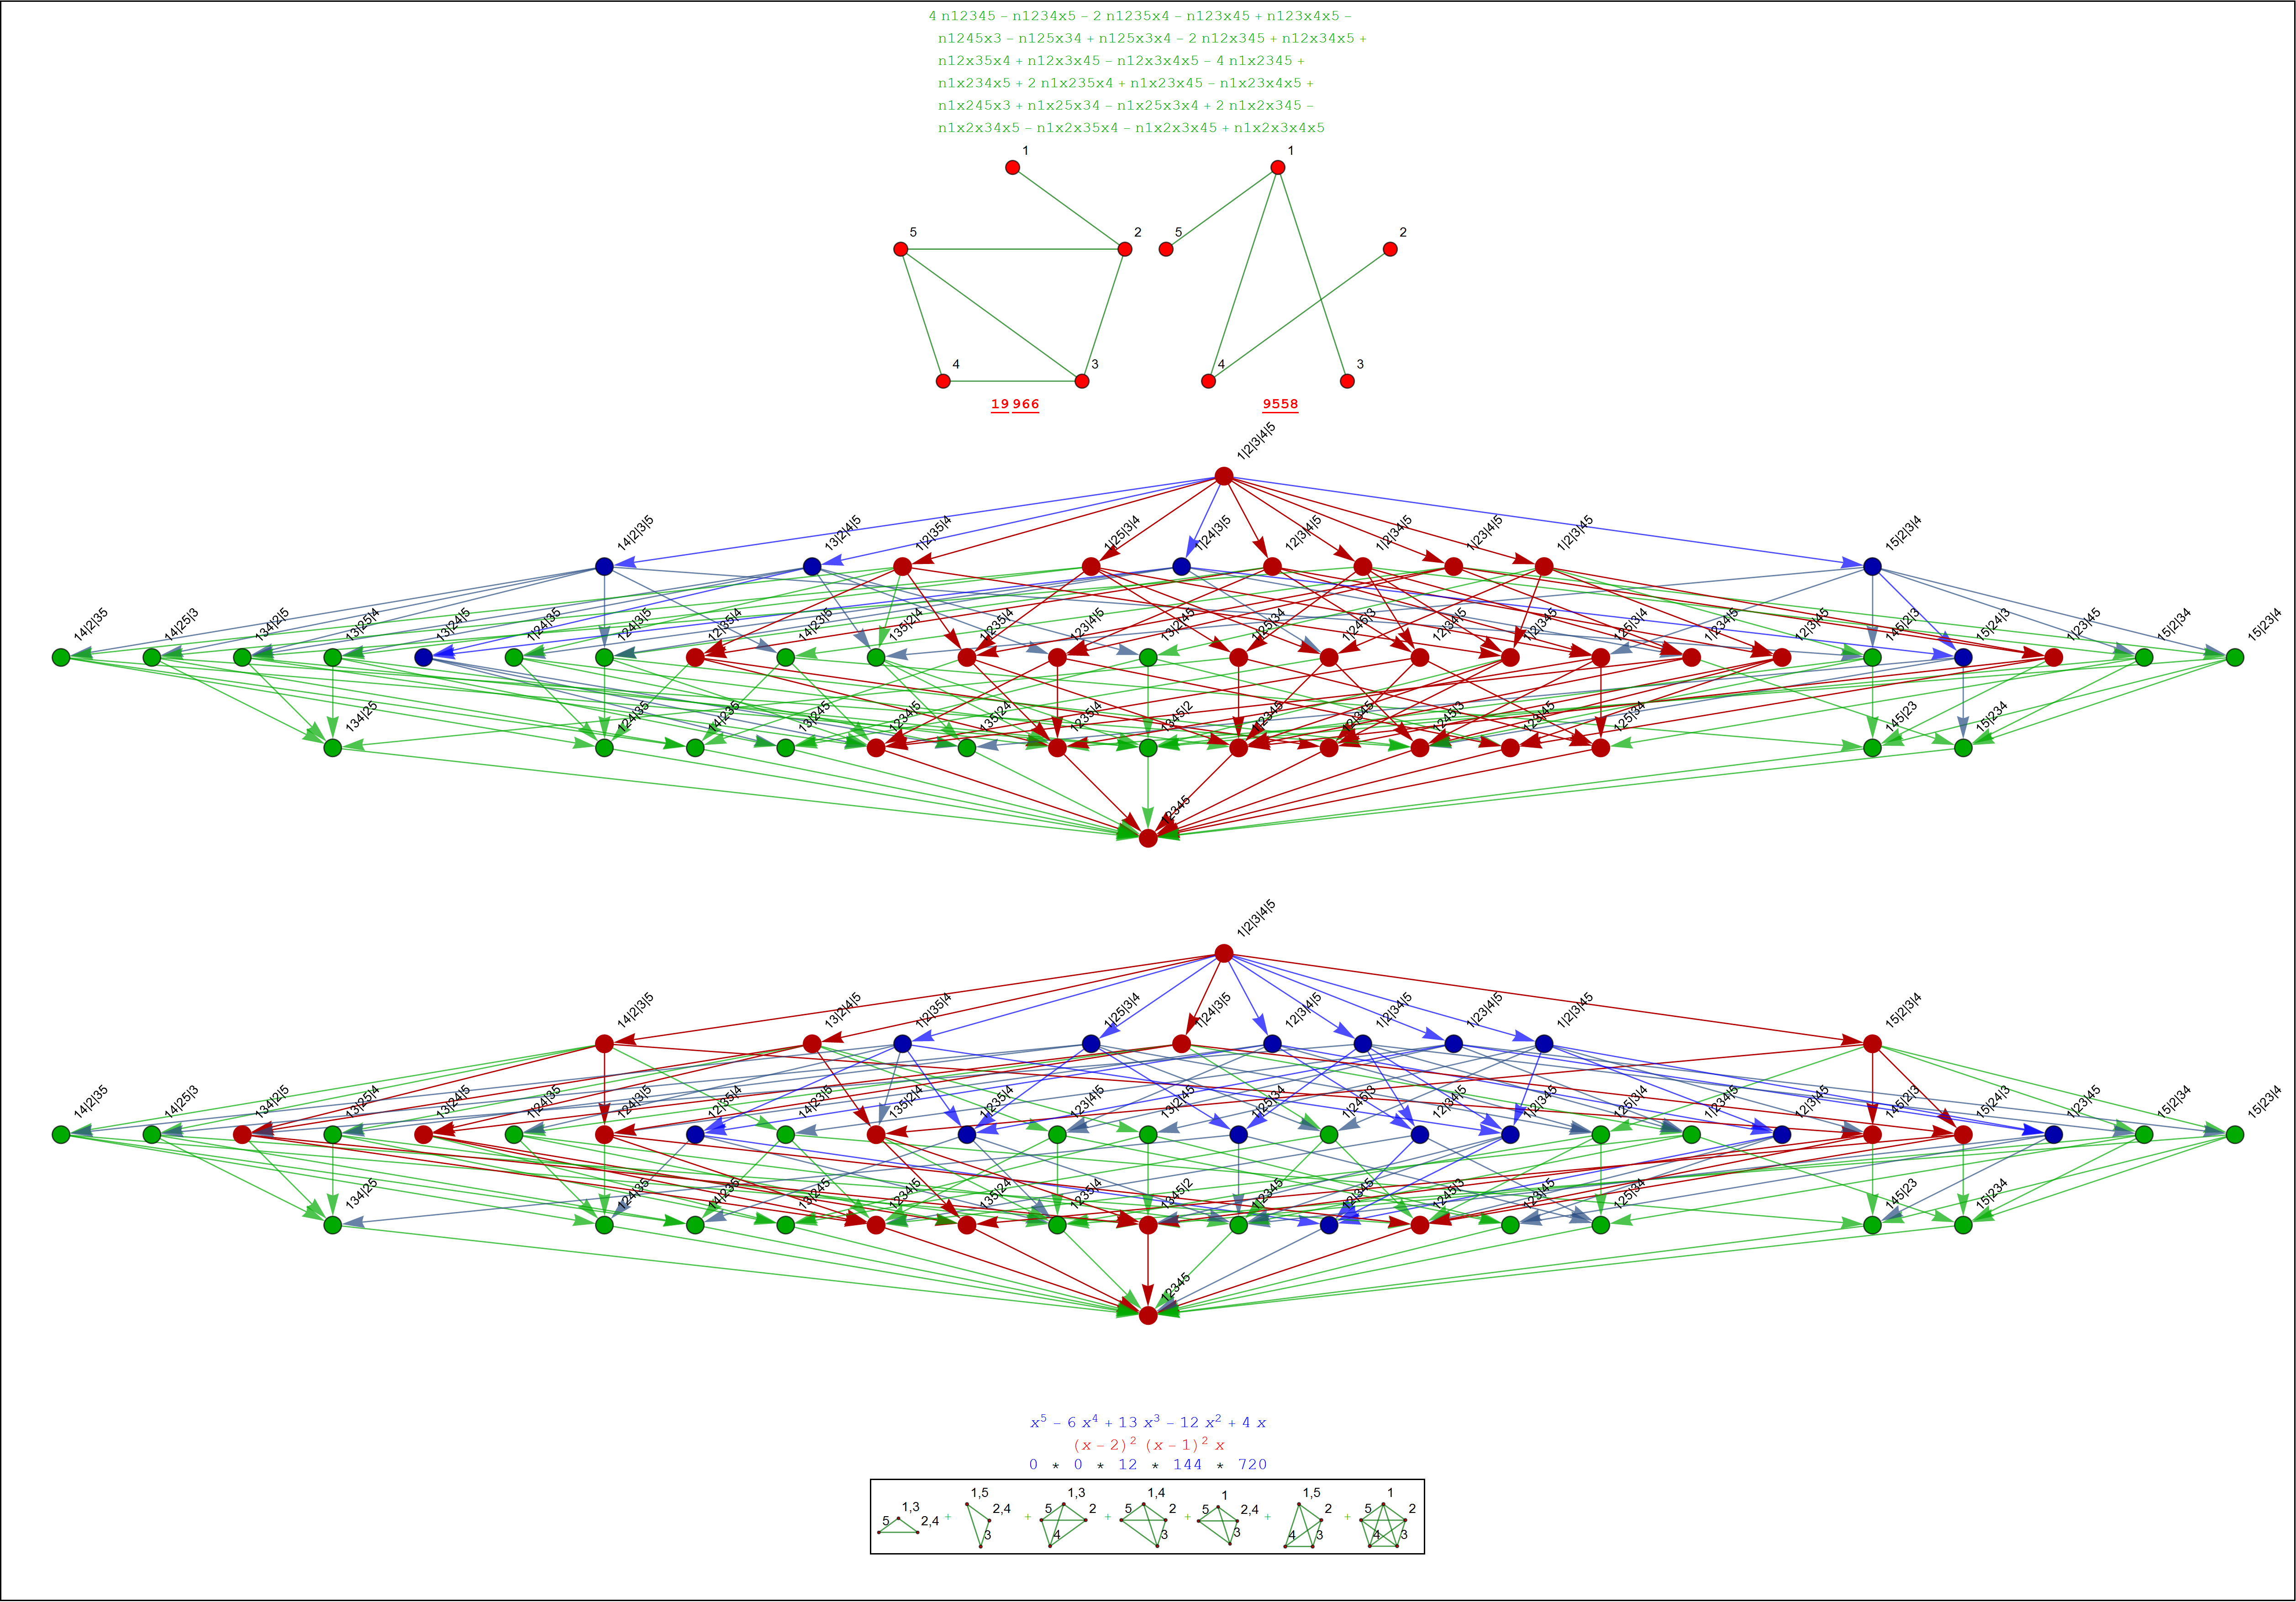 4 n12345 − n1234x5 − 2 n1235x4 − n123x45 + n123x4x5 −
n1245x3 − n125x34 + n125x3x4 − 2 n12x345 + n12x34x5 +
n12x35x4 + n12x3x45 − n12x3x4x5 − 4 n1x2345 +
n1x234x5 + 2 n1x235x4 + n1x23x45 − n1x23x4x5 +
n1x245x3 + n1x25x34 − n1x25x3x4 + 2 n1x2x345 −
n1x2x34x5 − n1x2x35x4 − n1x2x3x45 + n1x2x3x4x5
1 1
5 2 5 2
4 3 4 3
19 966 9558
1|2|3|4|5
14|2|3|5 13|2|4|5 1|2|35|4 1|25|3|4 1|24|3|5 12|3|4|5 1|2|34|5 1|23|4|5 1|2|3|45 15|2|3|4
14|2|35 14|25|3 134|2|5 13|25|4 13|24|5 1|24|35 124|3|5 12|35|4 14|23|5 135|2|4 1|235|4 123|4|5 13|2|45 1|25|34 1|245|3 12|34|5 1|2|345 125|3|4 1|234|5 12|3|45 145|2|3 15|24|3 1|23|45 15|2|34 15|23|4
134|25 124|35 14|235 13|245 1234|5 135|24 1235|4 1345|2 1|2345 12|345 1245|3 123|45 125|34 145|23 15|234
12345
1|2|3|4|5
14|2|3|5 13|2|4|5 1|2|35|4 1|25|3|4 1|24|3|5 12|3|4|5 1|2|34|5 1|23|4|5 1|2|3|45 15|2|3|4
14|2|35 14|25|3 134|2|5 13|25|4 13|24|5 1|24|35 124|3|5 12|35|4 14|23|5 135|2|4 1|235|4 123|4|5 13|2|45 1|25|34 1|245|3 12|34|5 1|2|345 125|3|4 1|234|5 12|3|45 145|2|3 15|24|3 1|23|45 15|2|34 15|23|4
134|25 124|35 14|235 13|245 1234|5 135|24 1235|4 1345|2 1|2345 12|345 1245|3 123|45 125|34 145|23 15|234
12345
x⁵ − 6 x⁴ + 13 x³ − 12 x² + 4 x
(x − 2)² (x − 1)² x
0 * 0 * 12 * 144 * 720
5 1,3 2,4 + 1,5 2,4 3 + 5 1,3 2 4 + 5 1,4 2 3 + 5 1 2,4 3 + 1,5 2 4 3 + 5 1 2 4 3